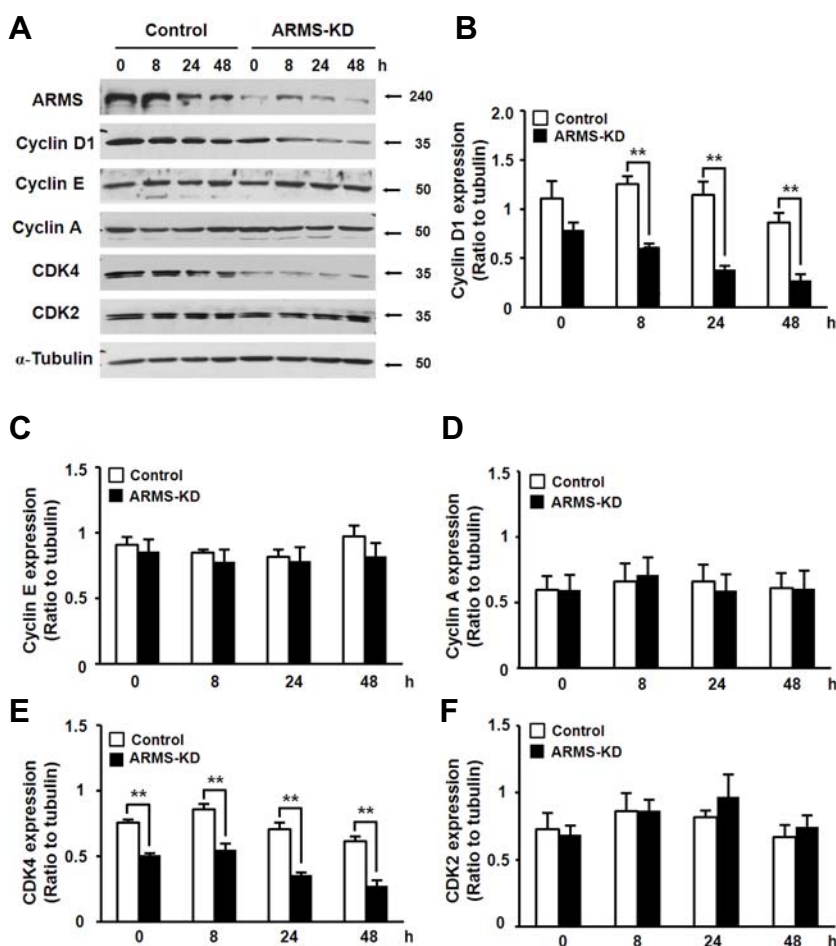 A
Control ARMS-KD
0 8 24 48 0 8 24 48 h
ARMS 240
Cyclin D1 35
Cyclin E 50
Cyclin A 50
CDK4 35
CDK2 35
α-Tubulin 50
B
Cyclin D1 expression
(Ratio to tubulin)
2.0
1.5
1
0.5
0
Control
ARMS-KD
** ** **
0 8 24 48 h
C
Cyclin E expression
(Ratio to tubulin)
1.5
1
0.5
0
Control
ARMS-KD
0 8 24 48 h
D
Cyclin A expression
(Ratio to tubulin)
1.5
1
0.5
0
Control
ARMS-KD
0 8 24 48 h
E
CDK4 expression
(Ratio to tubulin)
1.5
1
0.5
0
Control
ARMS-KD
** ** ** **
0 8 24 48 h
F
CDK2 expression
(Ratio to tubulin)
1.5
1
0.5
0
Control
ARMS-KD
0 8 24 48 h